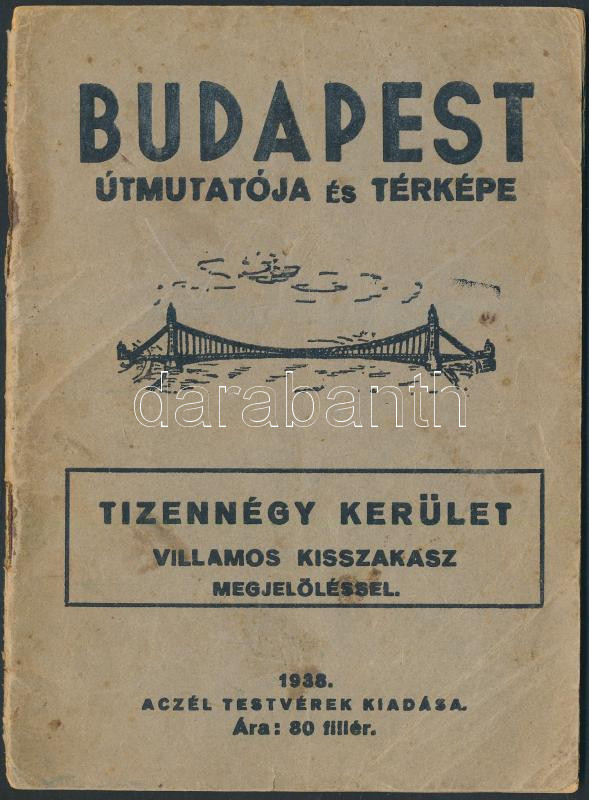 BUDAPEST
ÚTMUTATÓJA ÉS TÉRKÉPE
darabanth
TIZENNÉGY KERÜLET
VILLAMOS KISSZAKASZ
MEGJELÖLÉSSEL.
1938.
ACZÉL TESTVÉREK KIADÁSA.
Ára: 80 fillér.